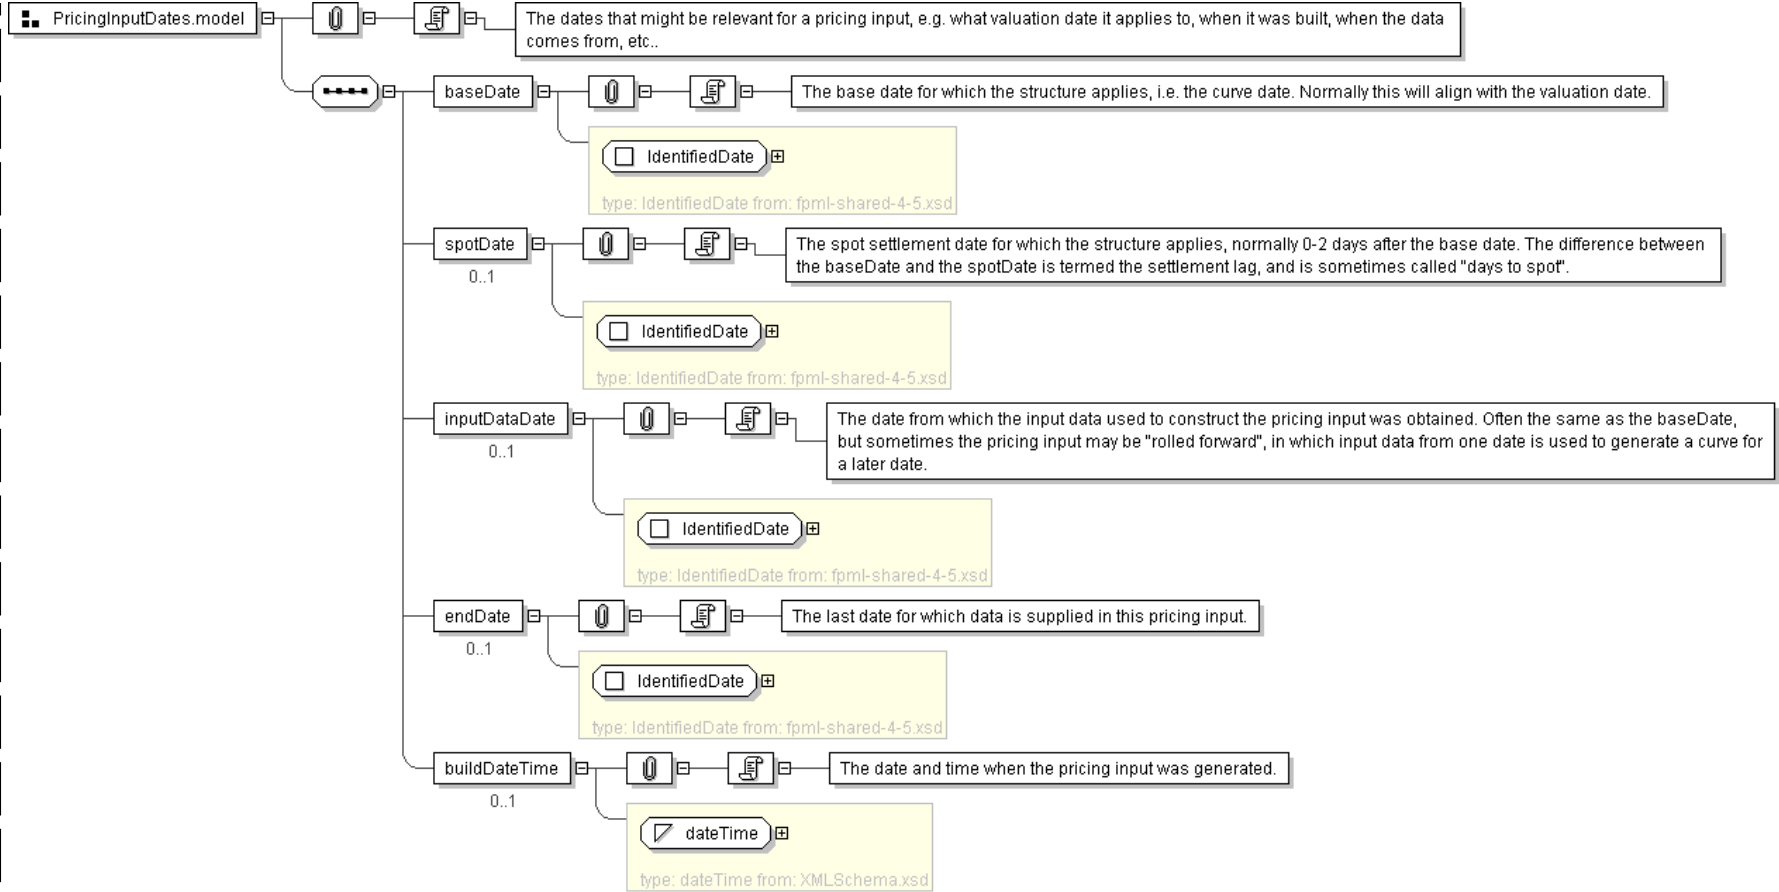 PricingInputDates.model
The dates that might be relevant for a pricing input, e.g. what valuation date it applies to, when it was built, when the data
comes from, etc..
baseDate
The base date for which the structure applies, i.e. the curve date. Normally this will align with the valuation date.
IdentifiedDate
type: IdentifiedDate from: fpml-shared-4-5.xsd
spotDate
0..1
The spot settlement date for which the structure applies, normally 0-2 days after the base date. The difference between
the baseDate and the spotDate is termed the settlement lag, and is sometimes called "days to spot".
IdentifiedDate
type: IdentifiedDate from: fpml-shared-4-5.xsd
inputDataDate
0..1
The date from which the input data used to construct the pricing input was obtained. Often the same as the baseDate,
but sometimes the pricing input may be "rolled forward", in which input data from one date is used to generate a curve for
a later date.
IdentifiedDate
type: IdentifiedDate from: fpml-shared-4-5.xsd
endDate
0..1
The last date for which data is supplied in this pricing input.
IdentifiedDate
type: IdentifiedDate from: fpml-shared-4-5.xsd
buildDateTime
0..1
The date and time when the pricing input was generated.
dateTime
type: dateTime from: XMLSchema.xsd